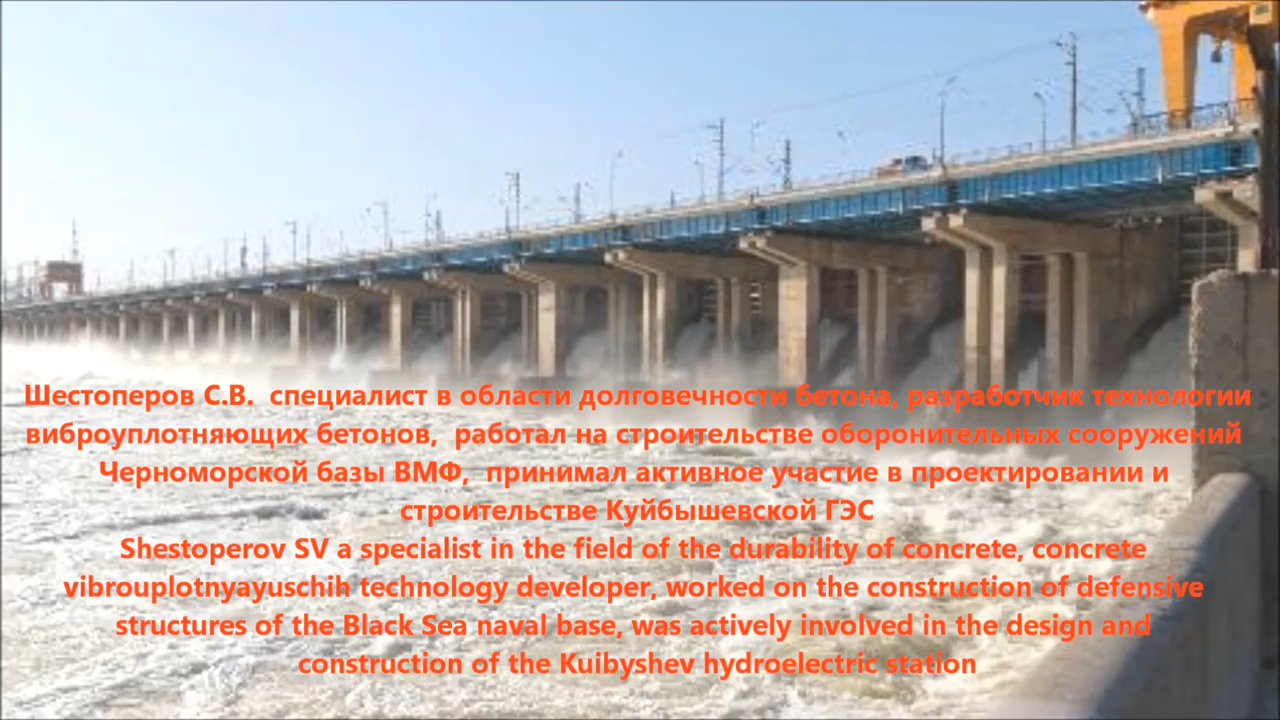 Шестоперов С.В. специалист в области долговечности бетона, разработчик технологии
виброуплотняющих бетонов, работал на строительстве оборонительных сооружений
Черноморской базы ВМФ, принимал активное участие в проектировании и
строительстве Куйбышевской ГЭС
Shestoperov SV a specialist in the field of the durability of concrete, concrete
vibrouplotnyayuschih technology developer, worked on the construction of defensive
structures of the Black Sea naval base, was actively involved in the design and
construction of the Kuibyshev hydroelectric station